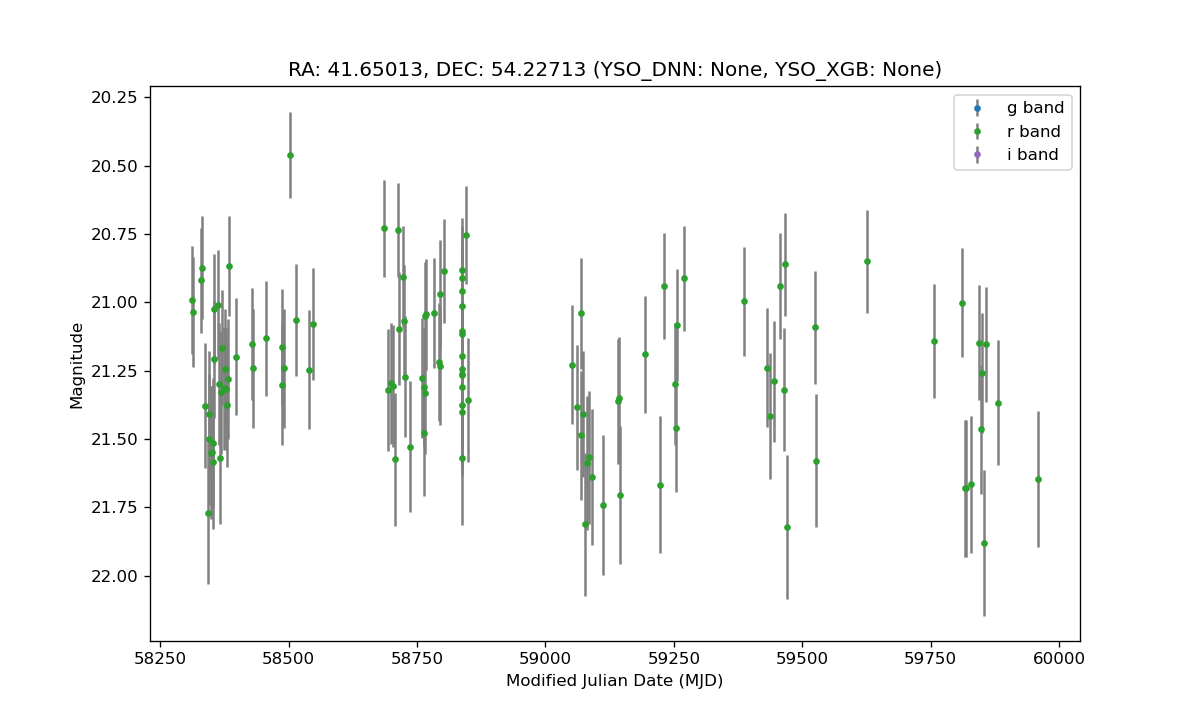 RA: 41.65013, DEC: 54.22713 (YSO_DNN: None, YSO_XGB: None)
g band
r band
i band
20.25
20.50
20.75
21.00
21.25
21.50
21.75
22.00
Magnitude
58250 58500 58750 59000 59250 59500 59750 60000
Modified Julian Date (MJD)